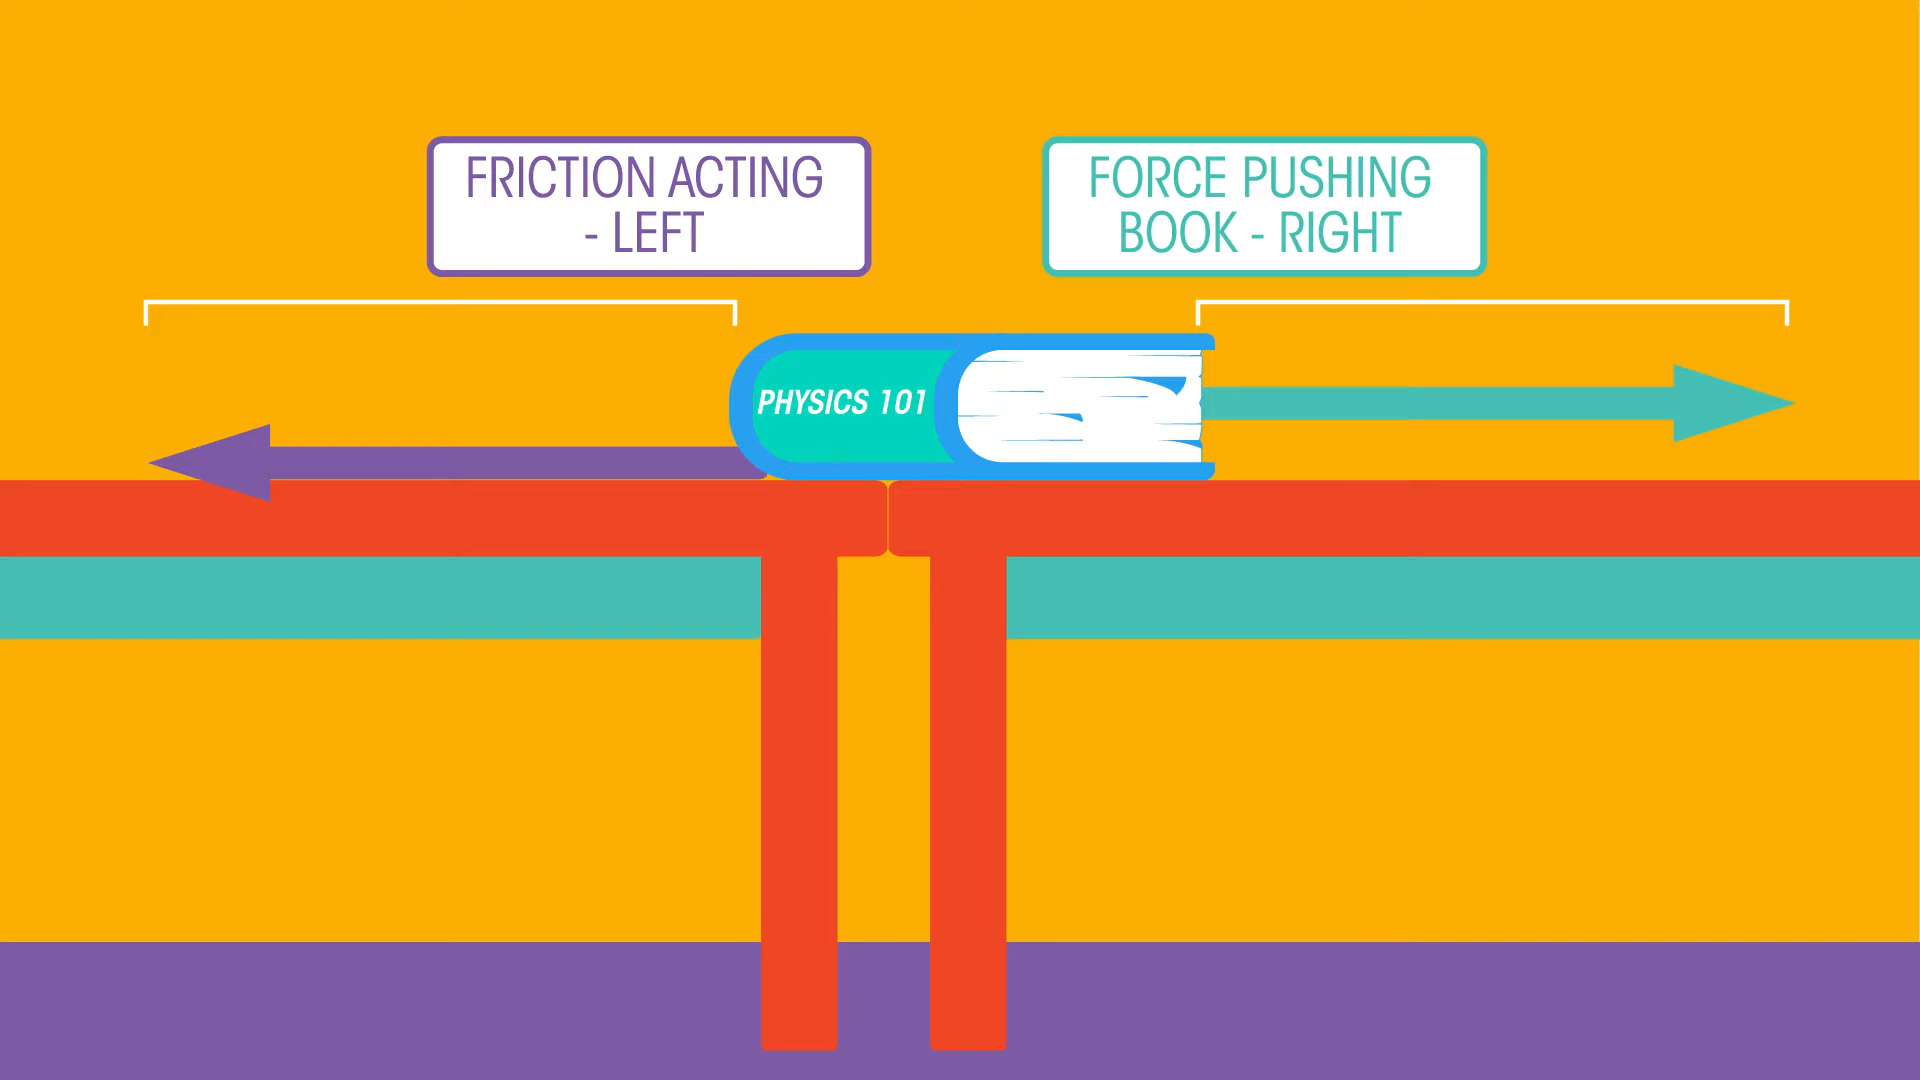 FRICTION ACTING
- LEFT
FORCE PUSHING
BOOK - RIGHT
PHYSICS 101